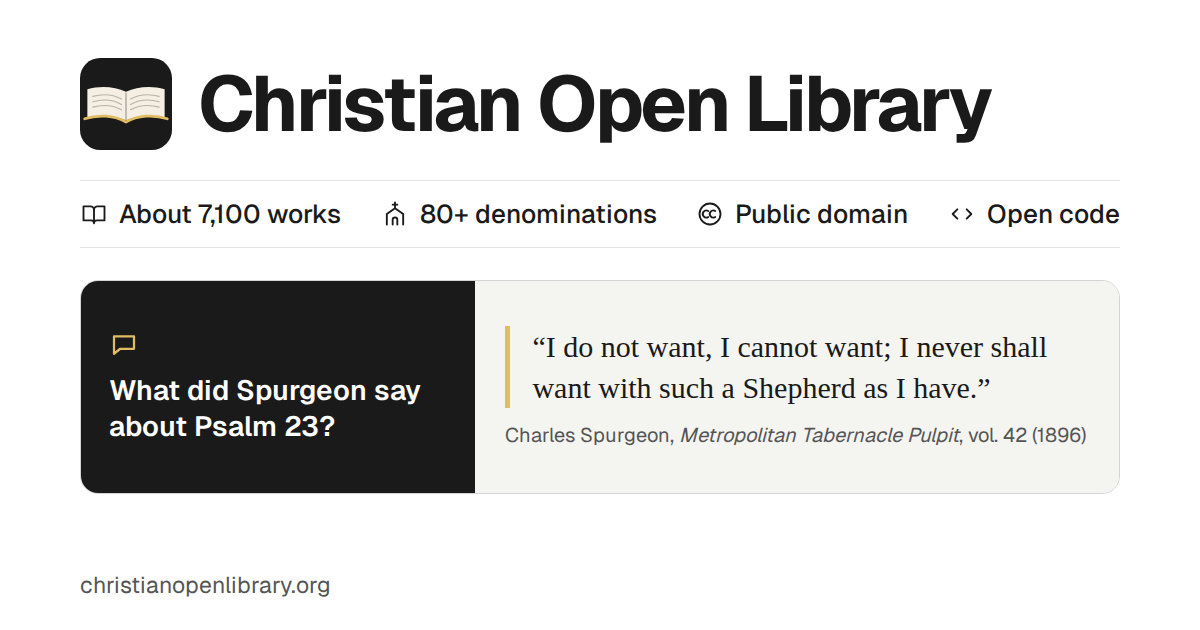 Christian Open Library
About 7,100 works
80+ denominations
Public domain
Open code
What did Spurgeon say
about Psalm 23?
“I do not want, I cannot want; I never shall
want with such a Shepherd as I have.”
Charles Spurgeon, Metropolitan Tabernacle Pulpit, vol. 42 (1896)
christianopenlibrary.org